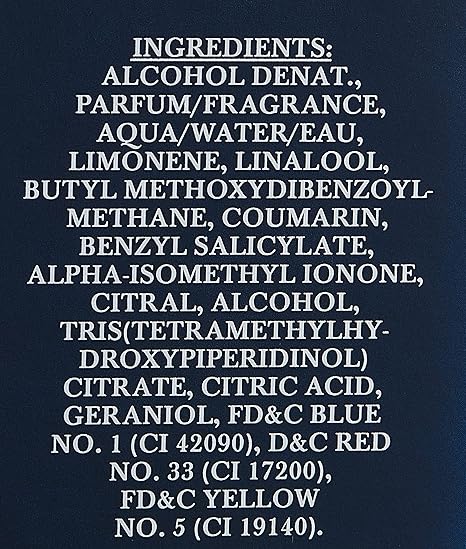 INGREDIENTS:
ALCOHOL DENAT.,
PARFUM/FRAGRANCE,
AQUA/WATER/EAU,
LIMONENE, LINALOOL,
BUTYL METHOXYDIBENZOYL-
METHANE, COUMARIN,
BENZYL SALICYLATE,
ALPHA-ISOMETHYL IONONE,
CITRAL, ALCOHOL,
TRIS(TETRAMETHYLHY-
DROXYPIPERIDINOL)
CITRATE, CITRIC ACID,
GERANIOL, FD&C BLUE
NO. 1 (CI 42090), D&C RED
NO. 33 (CI 17200),
FD&C YELLOW
NO. 5 (CI 19140).